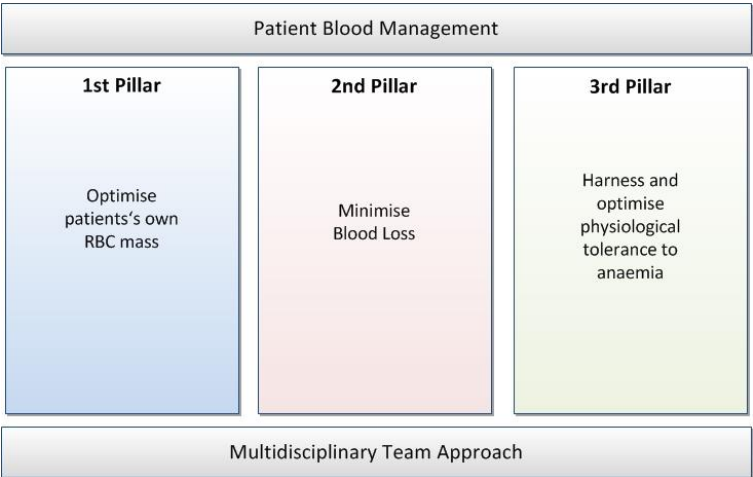 Patient Blood Management
1st Pillar
Optimise
patients‘s own
RBC mass
2nd Pillar
Minimise
Blood Loss
3rd Pillar
Harness and
optimise
physiological
tolerance to
anaemia
Multidisciplinary Team Approach